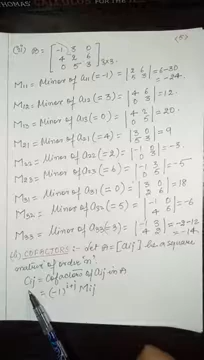 THOMAS COOK
(5)
(ii) A = [ -1 3 0
4 2 6
0 5 3 ] 3x3.
M11 = Minor of a11 (= -1) = | 2 6 / 5 3 | = 6-30 = -24.
M12 = Minor of a12 (= 3) = | 4 6 / 0 3 | = 12.
M13 = Minor of a13 (= 0) = | 4 2 / 0 5 | = 20.
M21 = Minor of a21 (= 4) = | 3 0 / 5 3 | = 9
M22 = Minor of a22 (= 2) = | -1 0 / 0 3 | = -3.
M23 = Minor of a23 (= 6) = | -1 3 / 0 5 | = -5
M31 = Minor of a31 (= 0) = | 3 0 / 2 6 | = 18
M32 = Minor of a32 (= 5) = | -1 0 / 4 6 | = -6
M33 = Minor of a33 (= 3) = | -1 3 / 4 2 | = -2-12 = -14.
COFACTORS :- Let A = [aij] be a square
matrix of order 'n'.
Cij = Cofactors of aij in A
= (-1)^i+j Mij